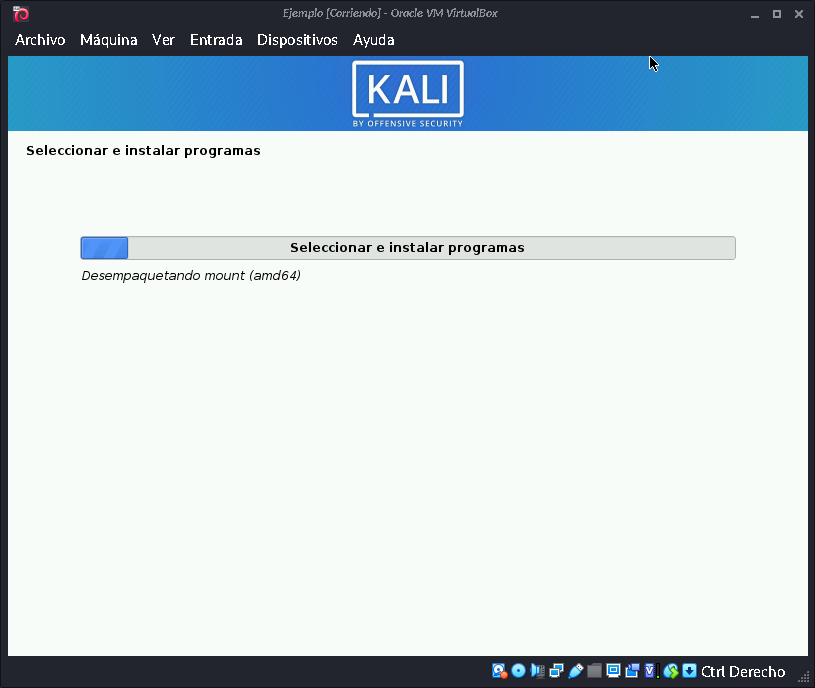 Ejemplo [Corriendo] - Oracle VM VirtualBox
Archivo Máquina Ver Entrada Dispositivos Ayuda
KALI
BY OFFENSIVE SECURITY
Seleccionar e instalar programas
Seleccionar e instalar programas
Desempaquetando mount (amd64)
Ctrl Derecho